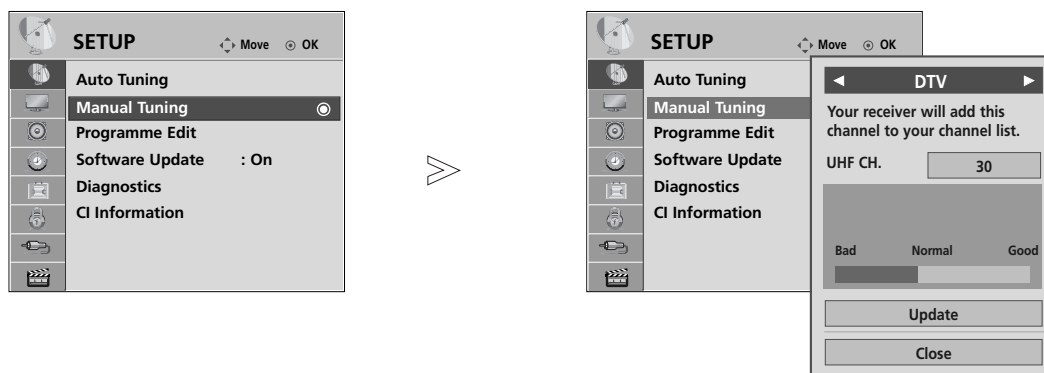 SETUP Move OK
Auto Tuning
Manual Tuning
Programme Edit
Software Update : On
Diagnostics
CI Information
SETUP Move OK
Auto Tuning
Manual Tuning
Programme Edit
Software Update
Diagnostics
CI Information
DTV
Your receiver will add this
channel to your channel list.
UHF CH. 30
Bad Normal Good
Update
Close